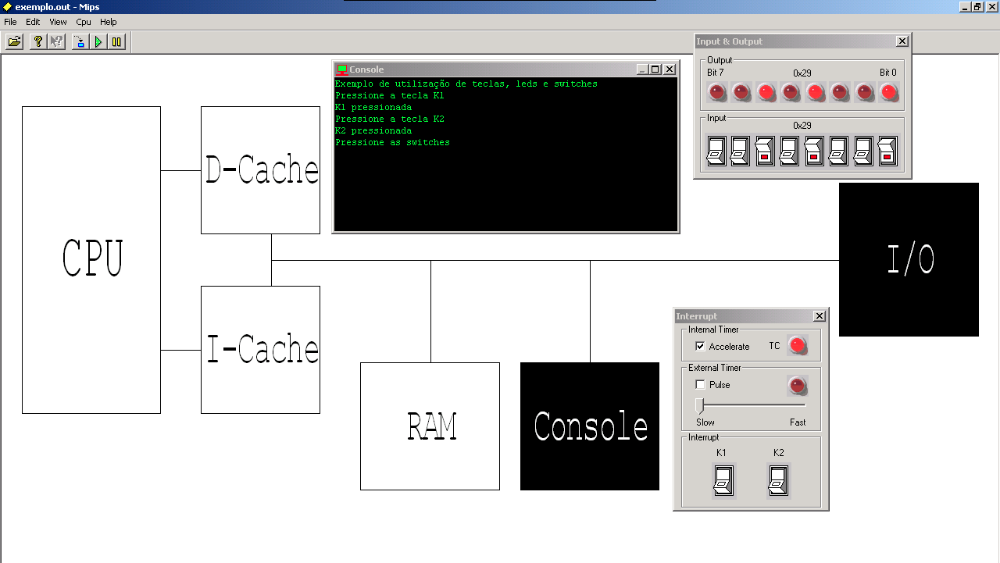 exemplo.out - Mips
File Edit View Cpu Help
Console
Exemplo de utilização de teclas, leds e switches
Pressione a tecla K1
K1 pressionada
Pressione a tecla K2
K2 pressionada
Pressione as switches
Input & Output
Output
Bit 7 0x29 Bit 0
Input
0x29
CPU
D-Cache
I-Cache
RAM
Console
I/O
Interrupt
Internal Timer
Accelerate TC
External Timer
Pulse
Slow Fast
Interrupt
K1 K2